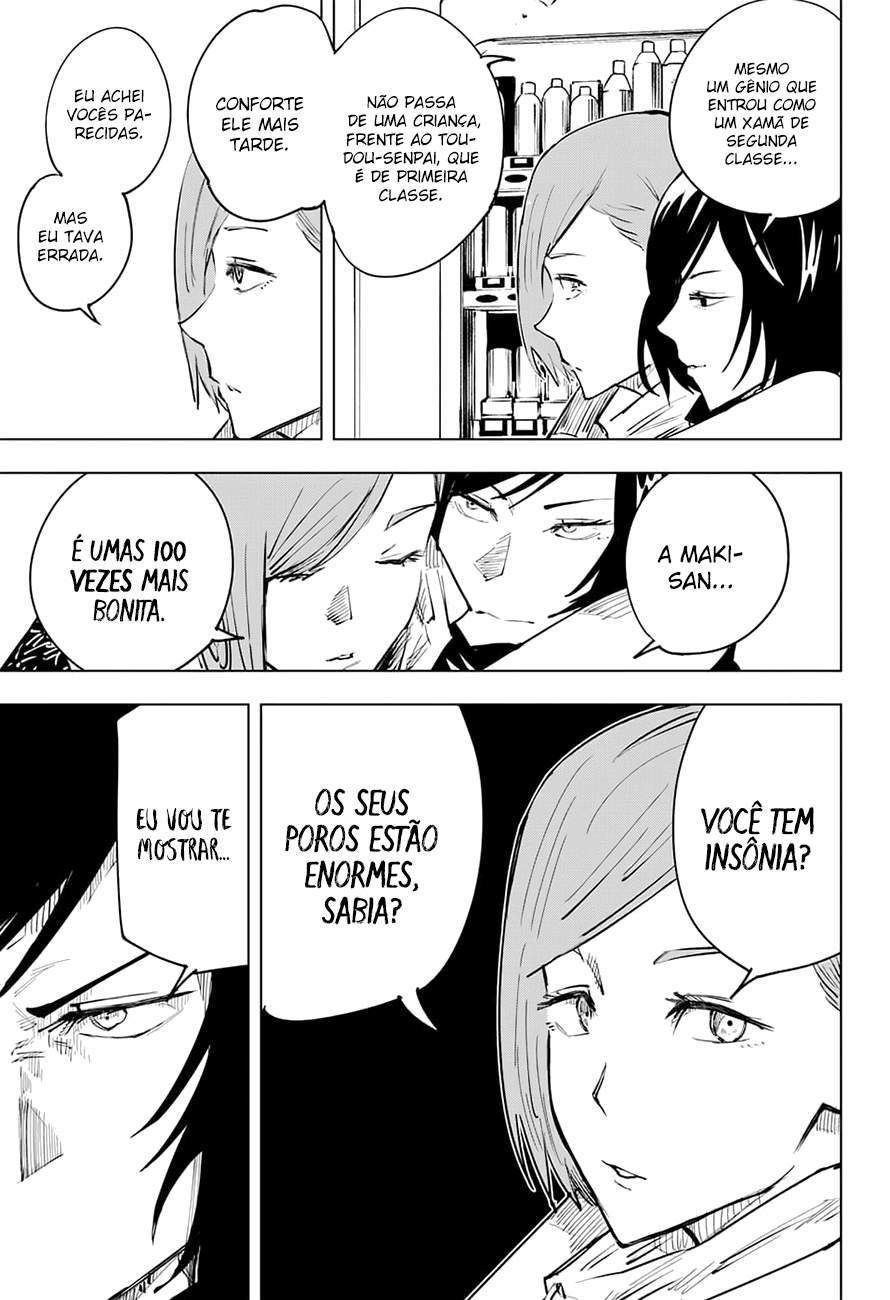 MESMO
UM GÊNIO QUE
ENTROU COMO
UM XAMÃ DE
SEGUNDA
CLASSE...
NÃO PASSA
DE UMA CRIANÇA,
FRENTE AO TOU-
DOU-SENPAI, QUE
É DE PRIMEIRA
CLASSE.
CONFORTE
ELE MAIS
TARDE.
EU ACHEI
VOCÊS PA-
RECIDAS.
MAS
EU TAVA
ERRADA.
A MAKI-
SAN...
É UMAS 100
VEZES MAIS
BONITA.
VOCÊ TEM
INSÔNIA?
OS SEUS
POROS ESTÃO
ENORMES,
SABIA?
EU VOU TE
MOSTRAR...